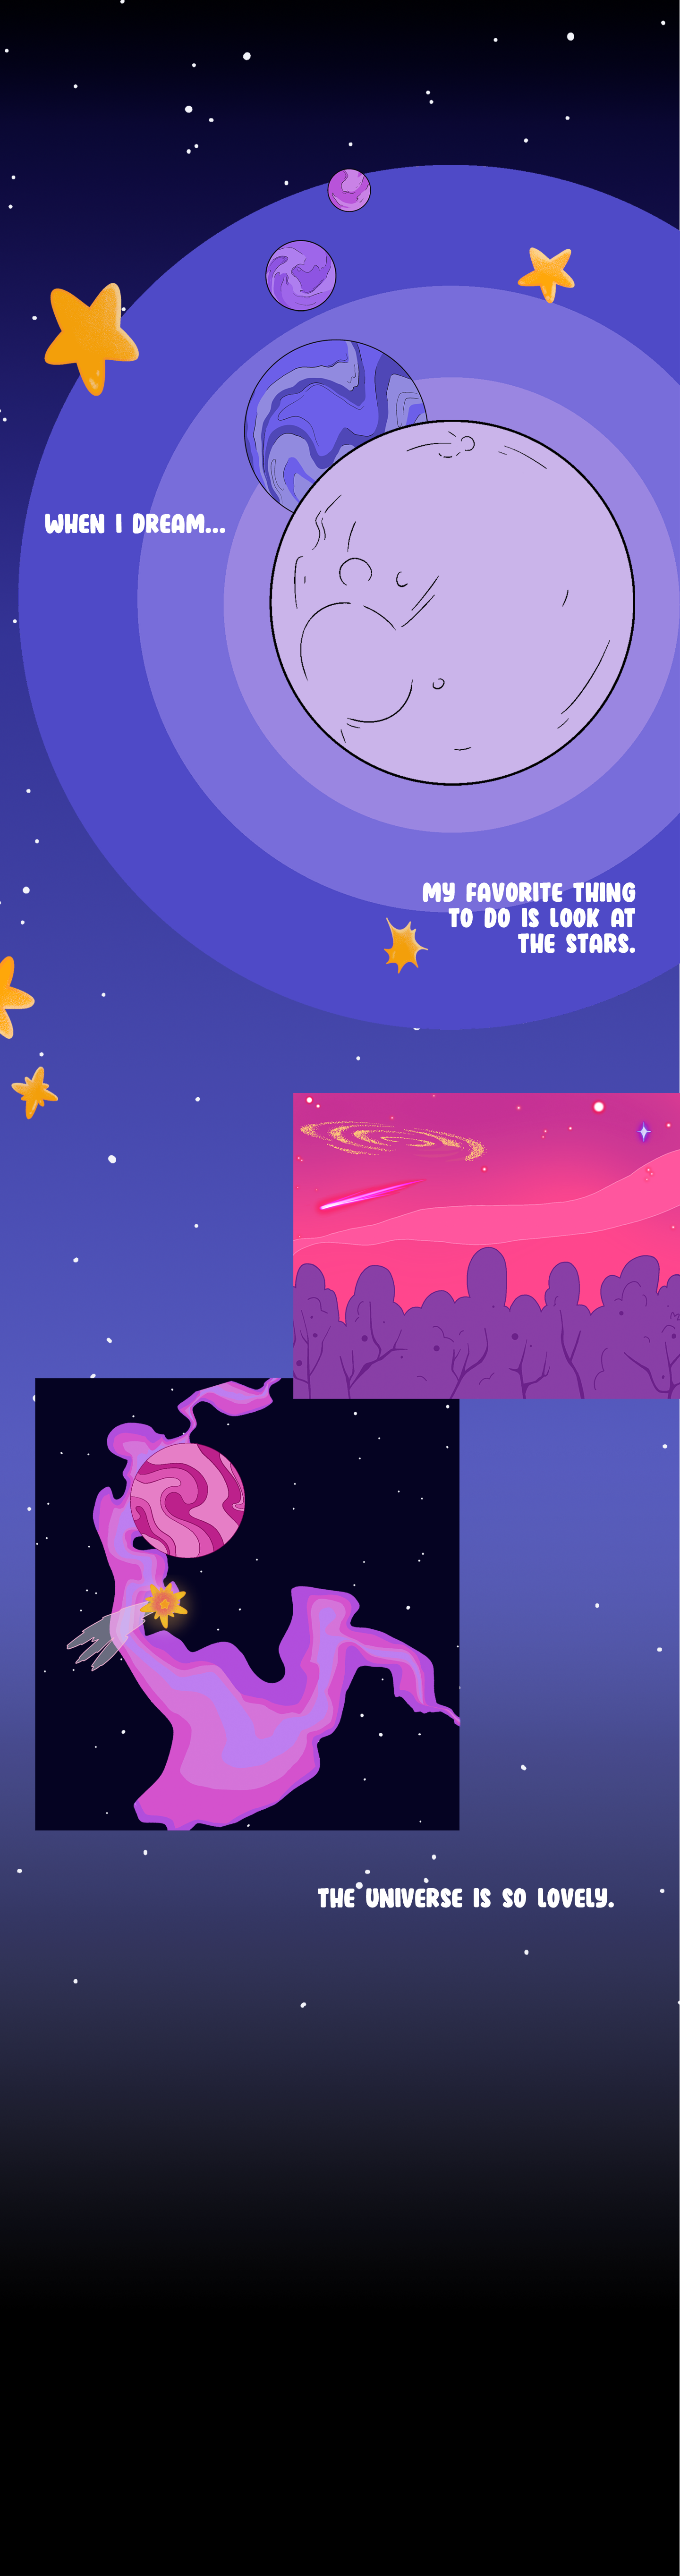 WHEN I DREAM...
MY FAVORITE THING
TO DO IS LOOK AT
THE STARS.
THE UNIVERSE IS SO LOVELY.